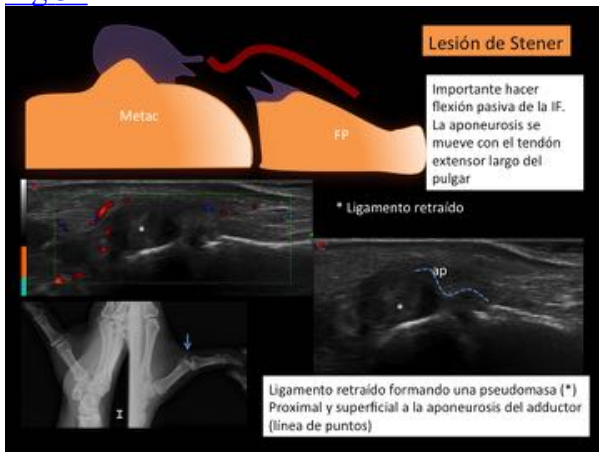 Lesión de Stener
Importante hacer
flexión pasiva de la IF.
La aponeurosis se
mueve con el tendón
extensor largo del
pulgar
Metac
FP
* Ligamento retraído
*
ap
*
I
Ligamento retraído formando una pseudomasa (*)
Proximal y superficial a la aponeurosis del adductor
(línea de puntos)